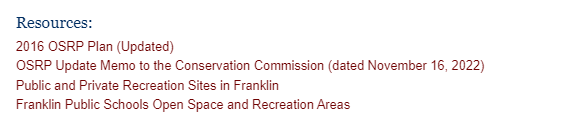 Resources:
2016 OSRP Plan (Updated)
OSRP Update Memo to the Conservation Commission (dated November 16, 2022)
Public and Private Recreation Sites in Franklin
Franklin Public Schools Open Space and Recreation Areas